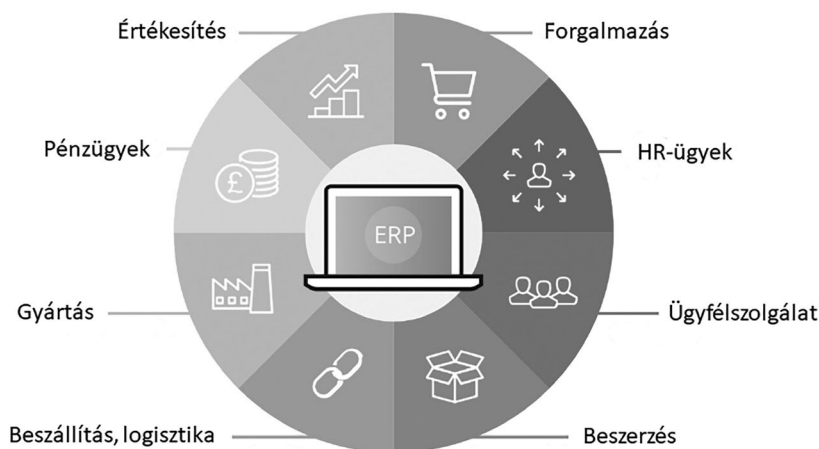 Értékesítés
Forgalmazás
Pénzügyek
HR-ügyek
£
ERP
Gyártás
Ügyfélszolgálat
Beszállítás, logisztika
Beszerzés